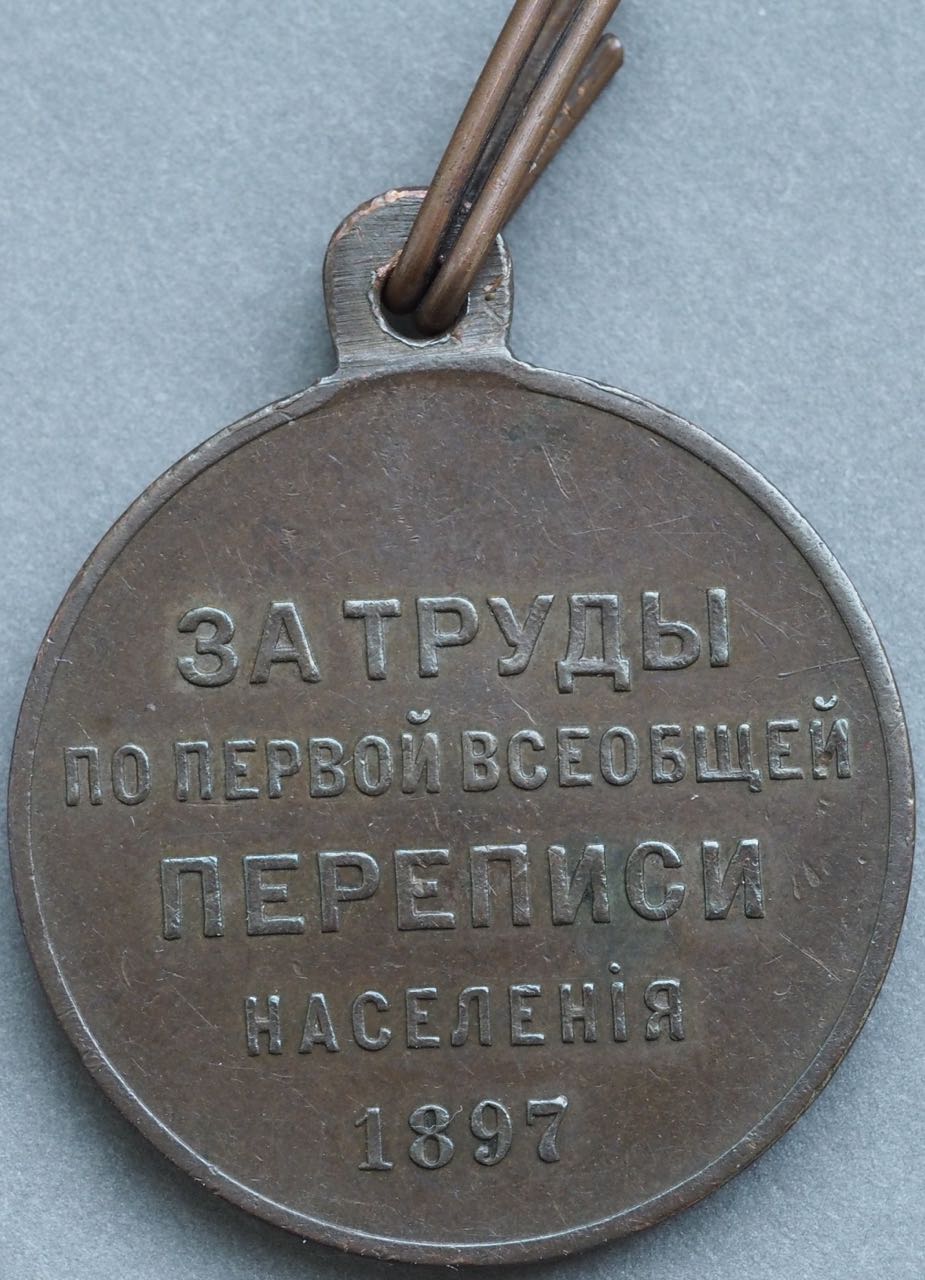 ЗА ТРУДЫ
ПО ПЕРВОЙ ВСЕОБЩЕЙ
ПЕРЕПИСИ
НАСЕЛЕНІЯ
1897